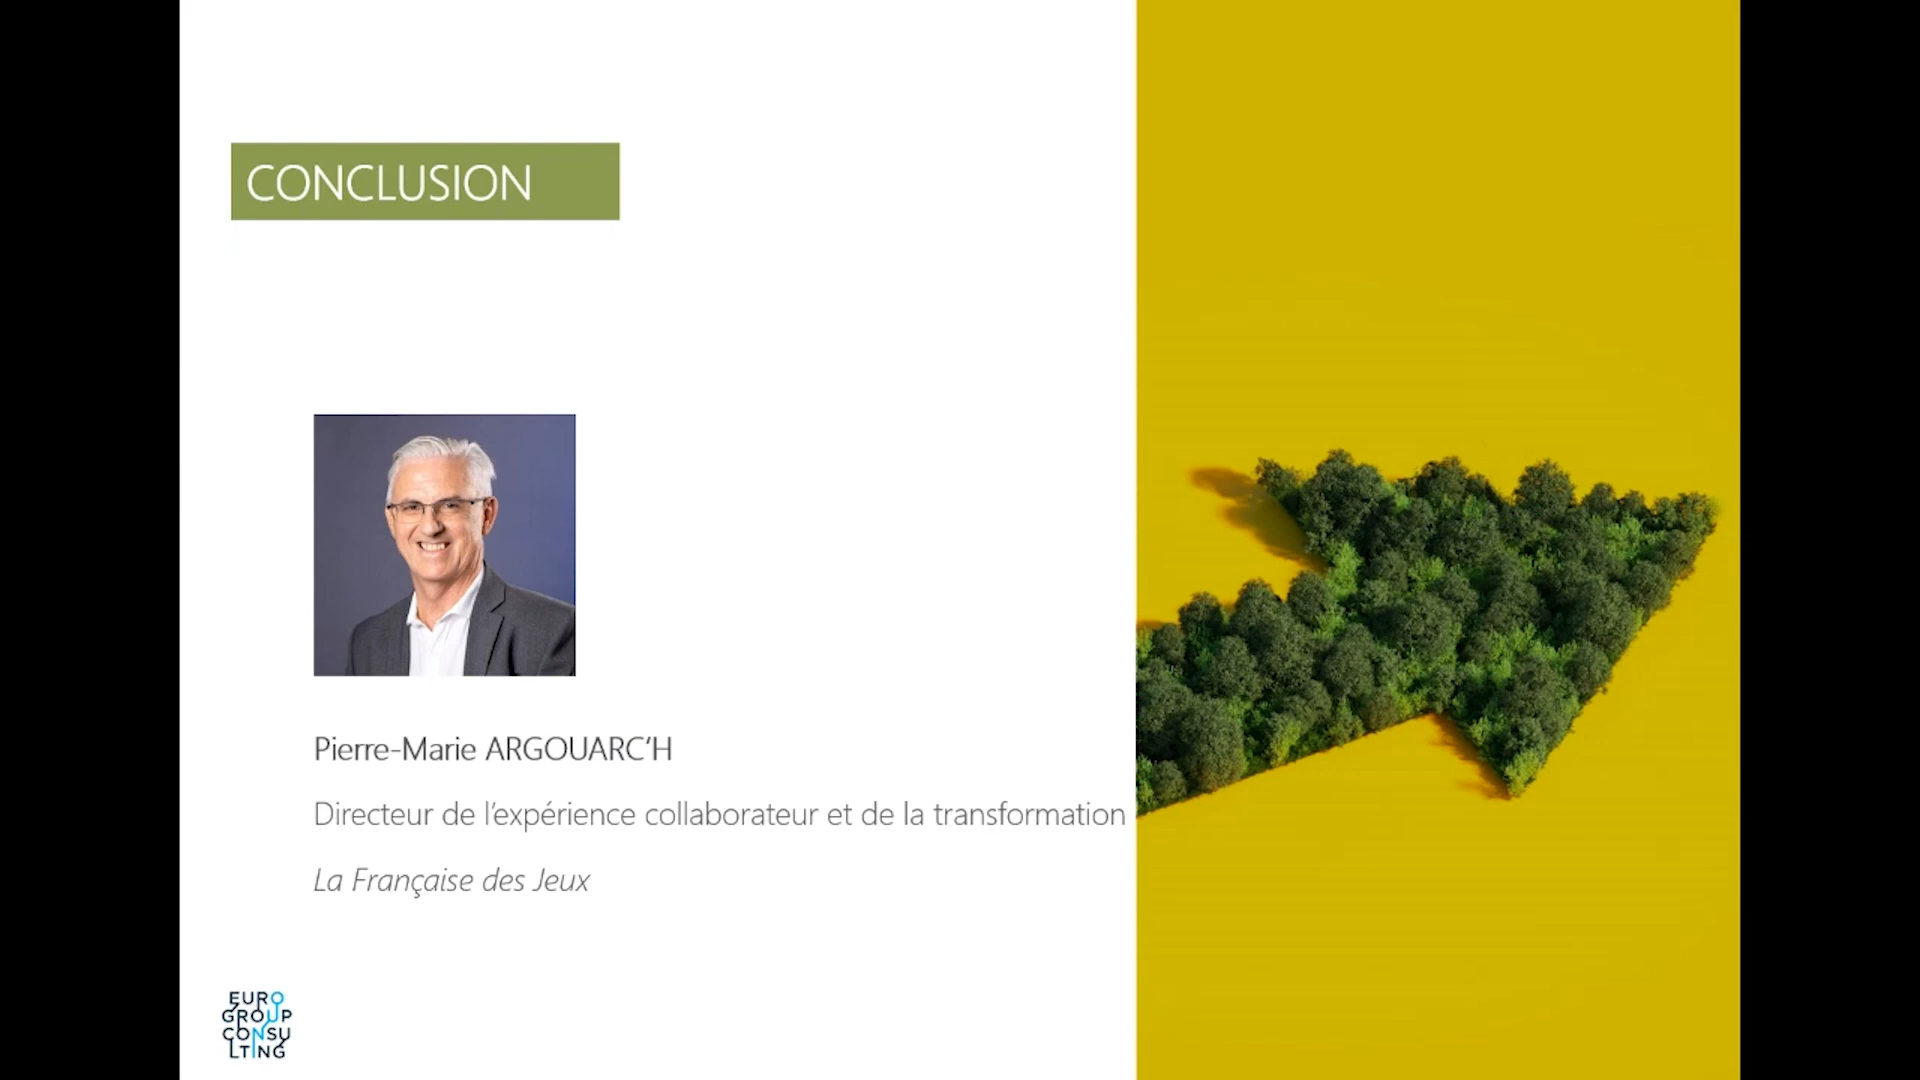 CONCLUSION
Pierre-Marie ARGOUARC‘H
Directeur de l’expérience collaborateur et de la transformation
La Française des Jeux
EURO
GROUP
CONSU
LTING